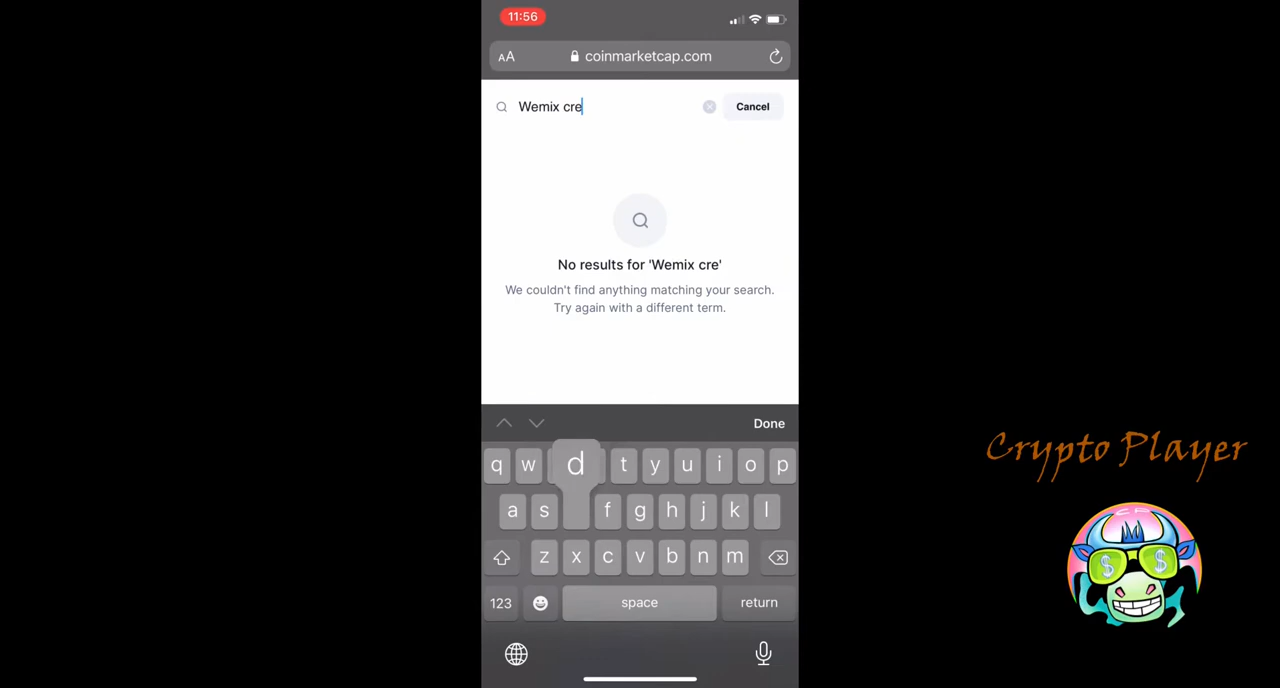 11:56
AA coinmarketcap.com
Wemix cre
Cancel
No results for 'Wemix cre'
We couldn't find anything matching your search.
Try again with a different term.
Done
q w d t y u i o p
a s f g h j k l
z x c v b n m
123 space return
Crypto Player
CP
$ $